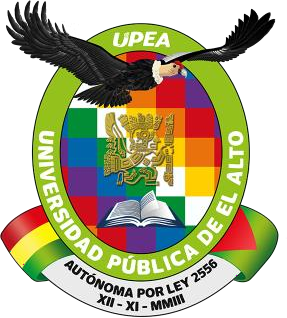 UPEA
UNIVERSIDAD PÚBLICA DE EL ALTO
AUTÓNOMA POR LEY 2556
XII - XI - MMIII